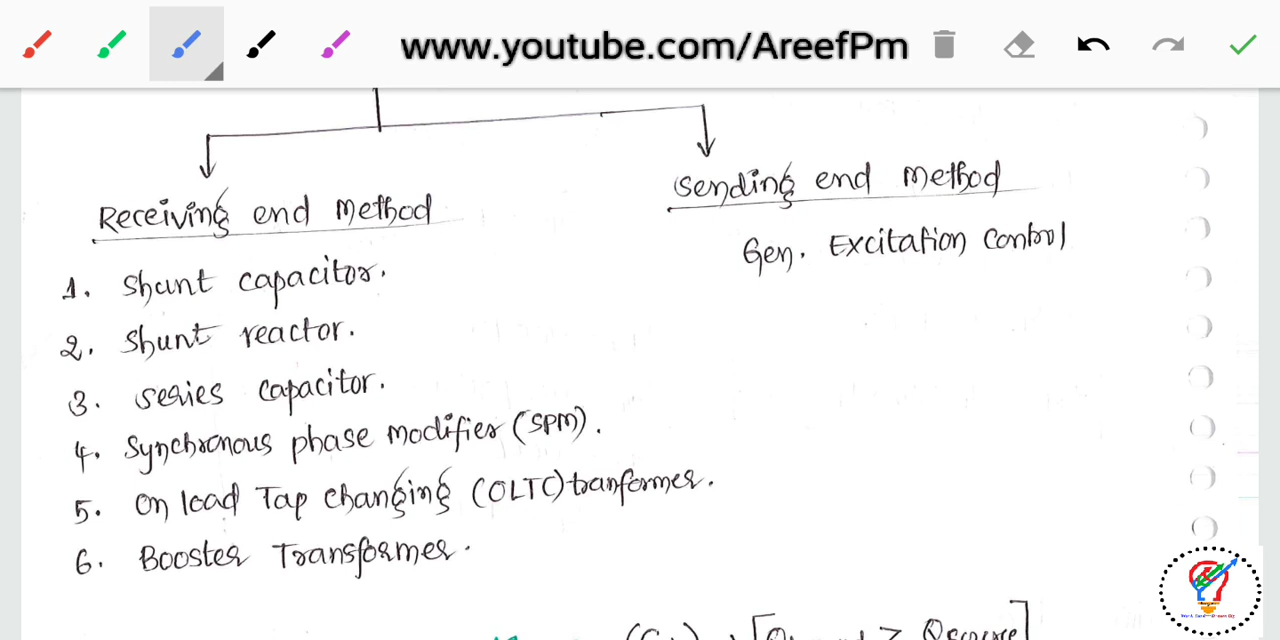 www.youtube.com/AreefPm
Receiving end Method
Sending end Method
Gen. Excitation Control
1. Shunt capacitor.
2. Shunt reactor.
3. Series capacitor.
4. Synchronous phase modifier (SPM).
5. On load Tap changing (OLTC) tranformer.
6. Booster Transformer.